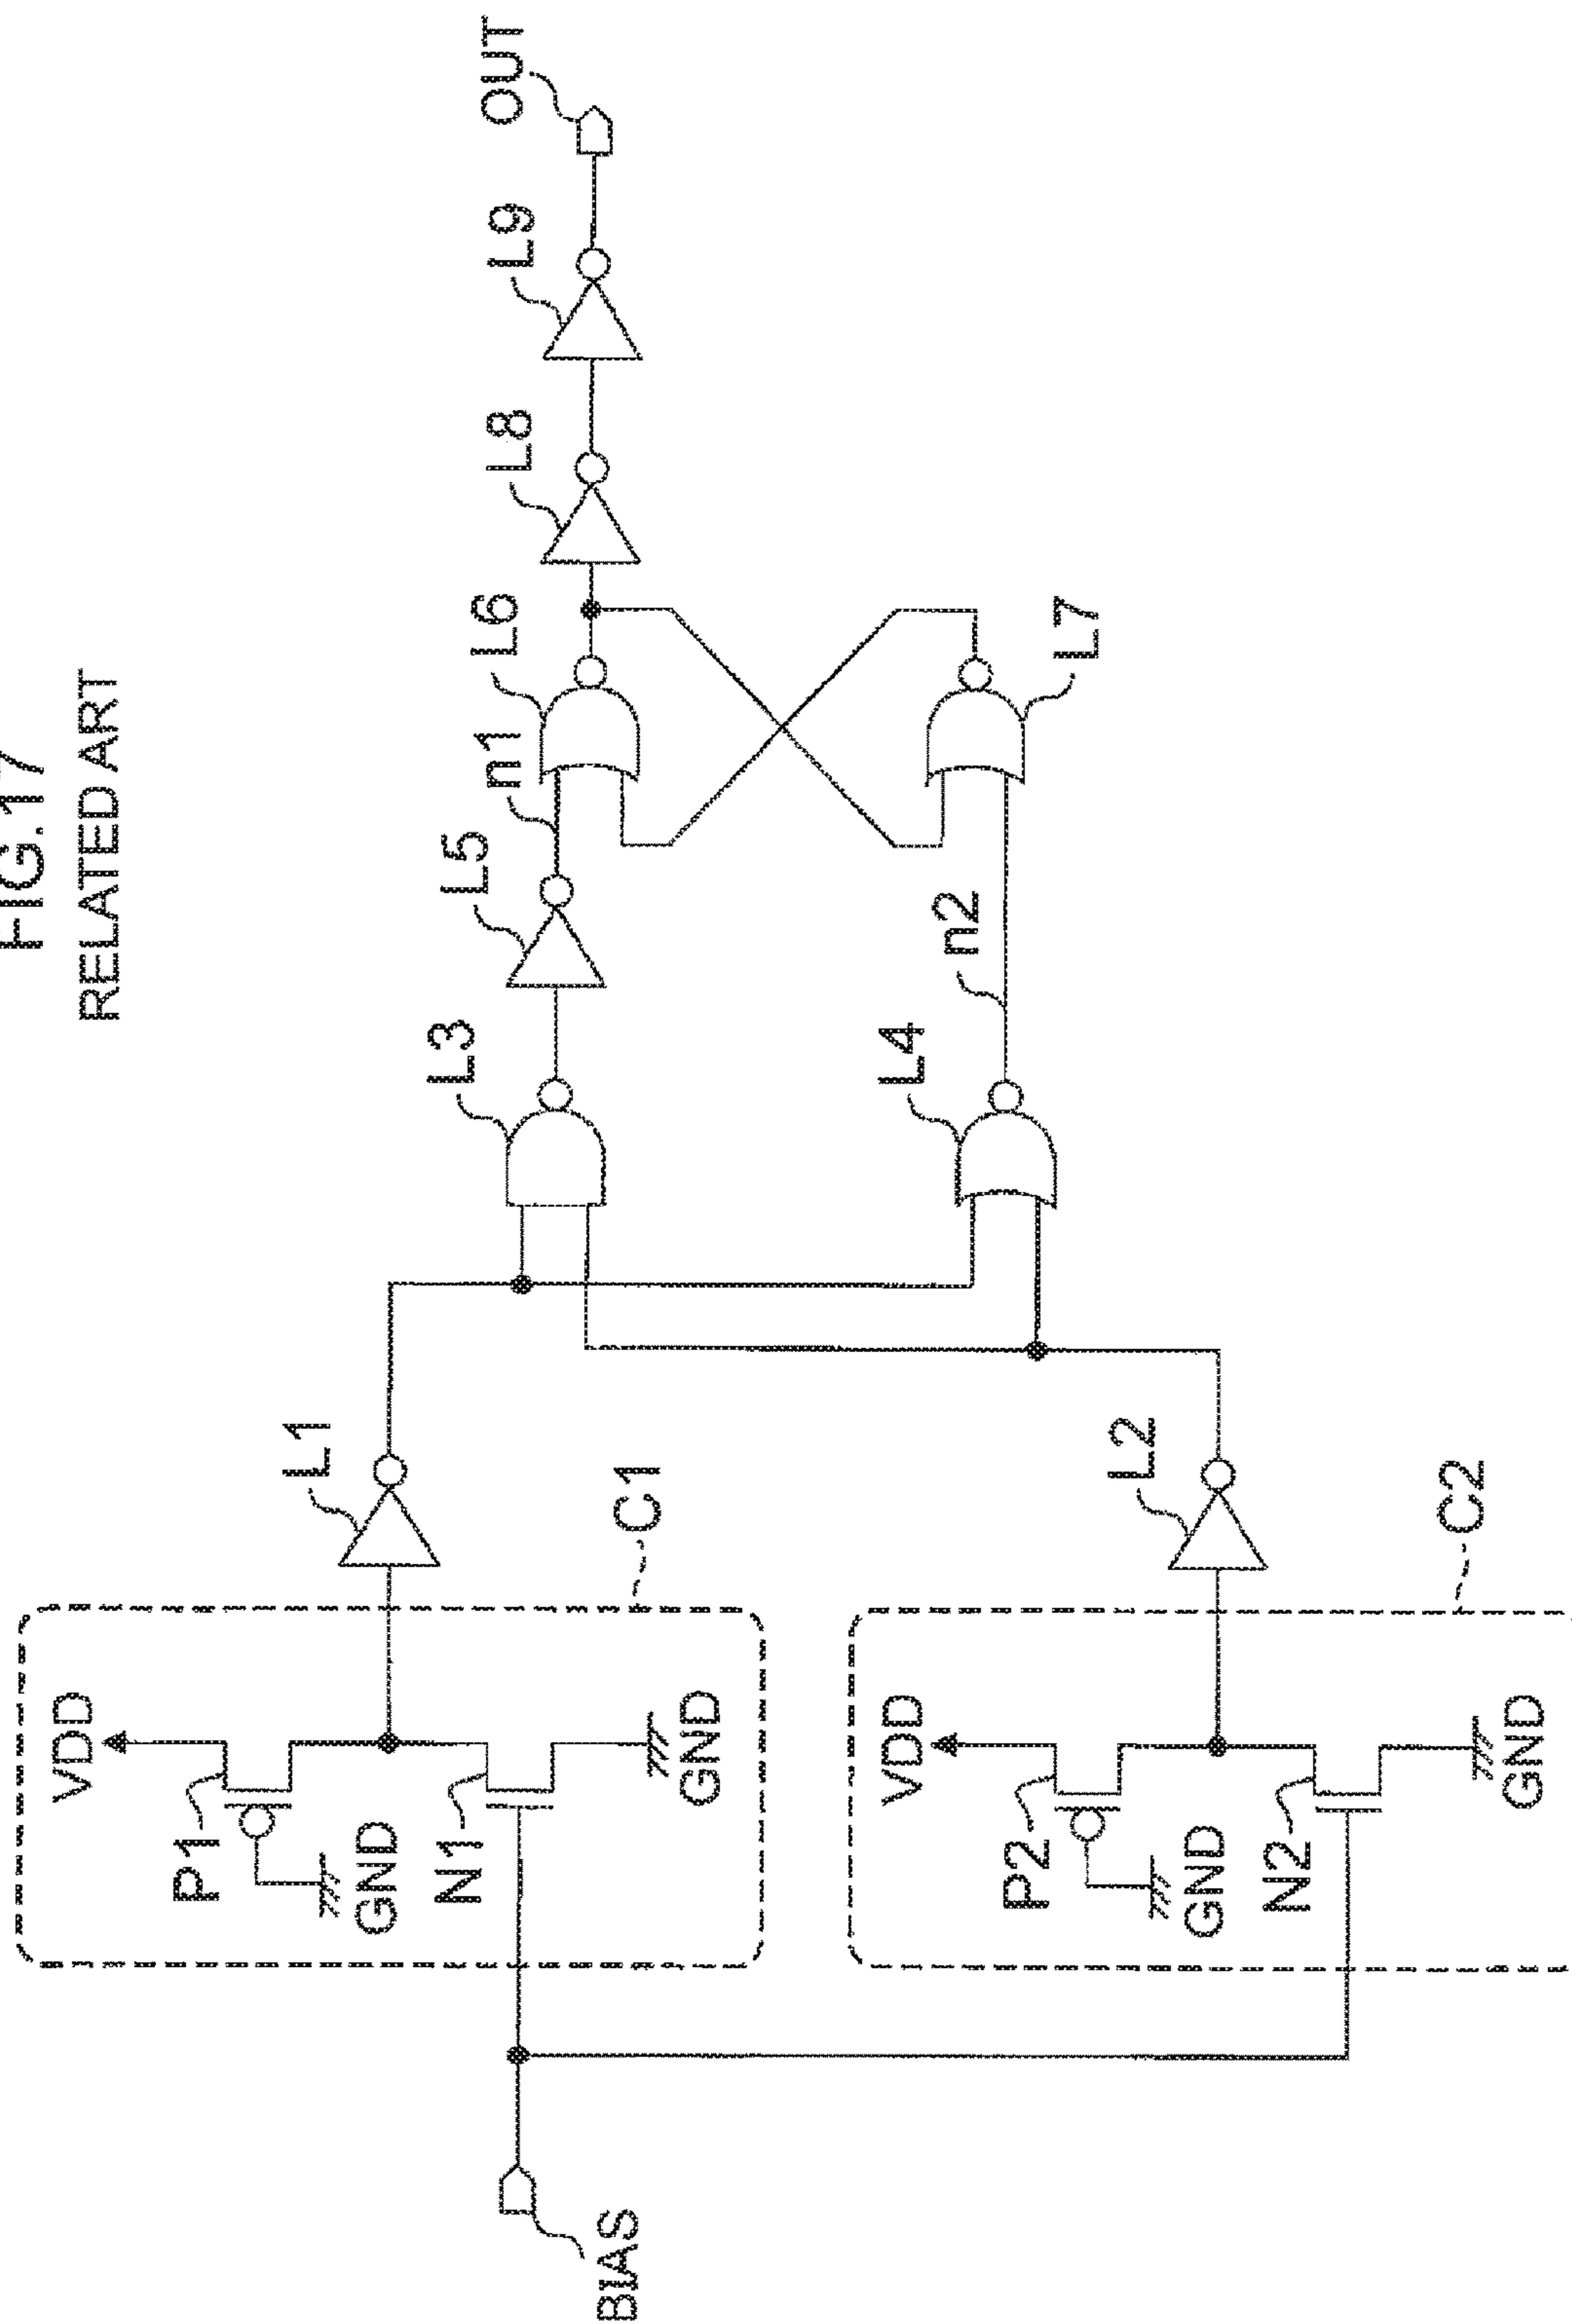 FIG.17
RELATED ART
VDD
P1
GND
N1
GND
C1
L1
L3
L5
n1
L6
L8
L9
OUT
BIAS
VDD
P2
GND
N2
GND
C2
L2
L4
n2
L7